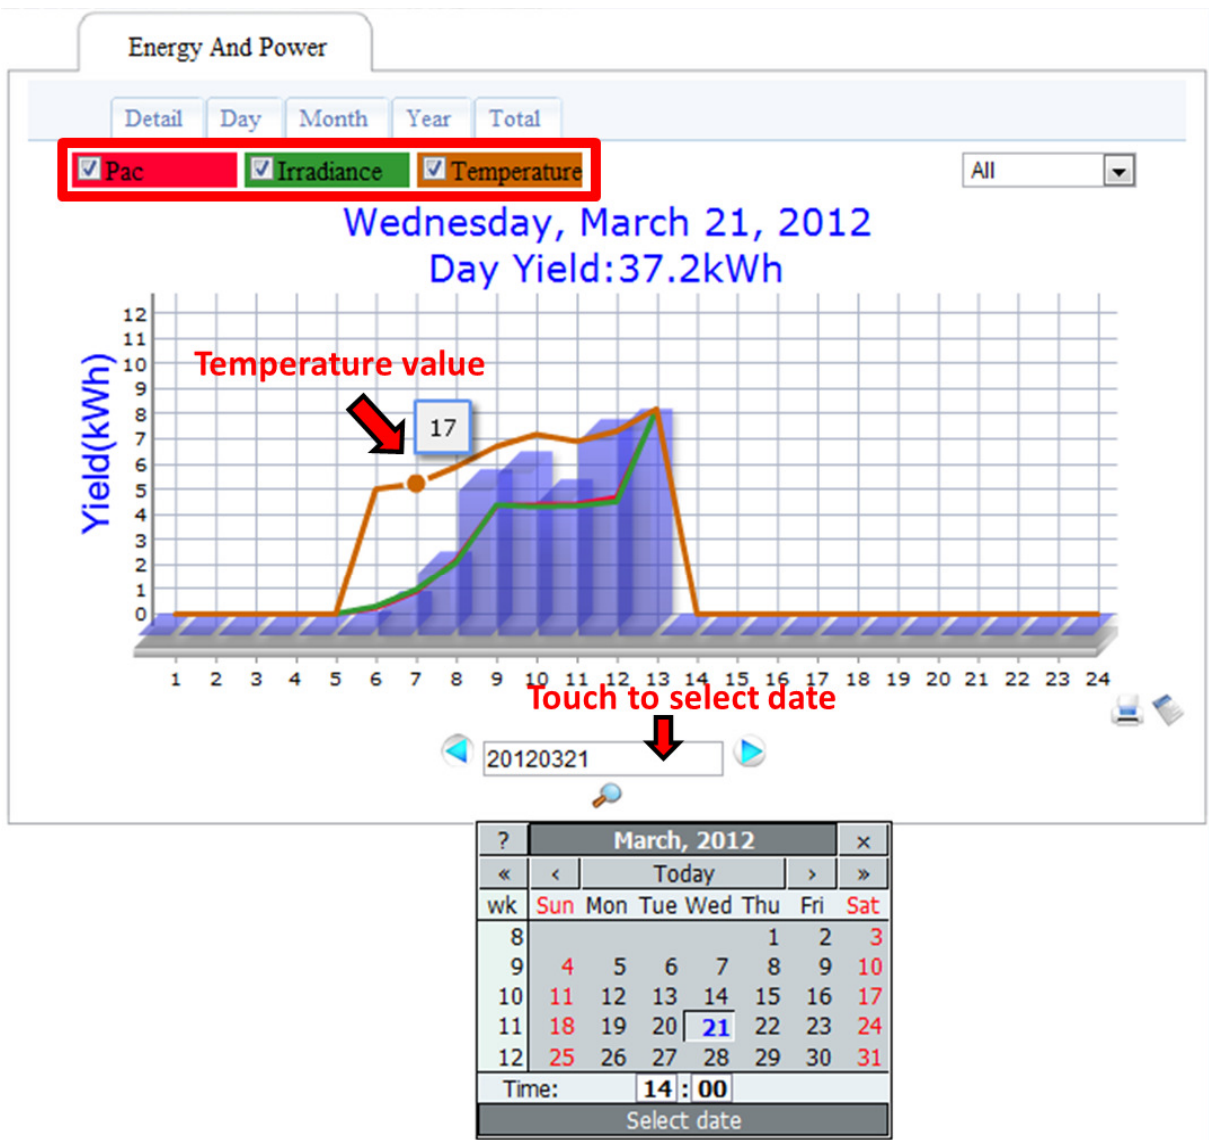 Energy And Power
Detail Day Month Year Total
Pac Irradiance Temperature All
Wednesday, March 21, 2012
Day Yield:37.2kWh
Yield(kWh)
12
11
10
9
8
7
6
5
4
3
2
1
0
Temperature value
17
1 2 3 4 5 6 7 8 9 10 11 12 13 14 15 16 17 18 19 20 21 22 23 24
Touch to select date
20120321
? March, 2012 ×
« ‹ Today › »
wk Sun Mon Tue Wed Thu Fri Sat
8 1 2 3
9 4 5 6 7 8 9 10
10 11 12 13 14 15 16 17
11 18 19 20 21 22 23 24
12 25 26 27 28 29 30 31
Time: 14 : 00
Select date